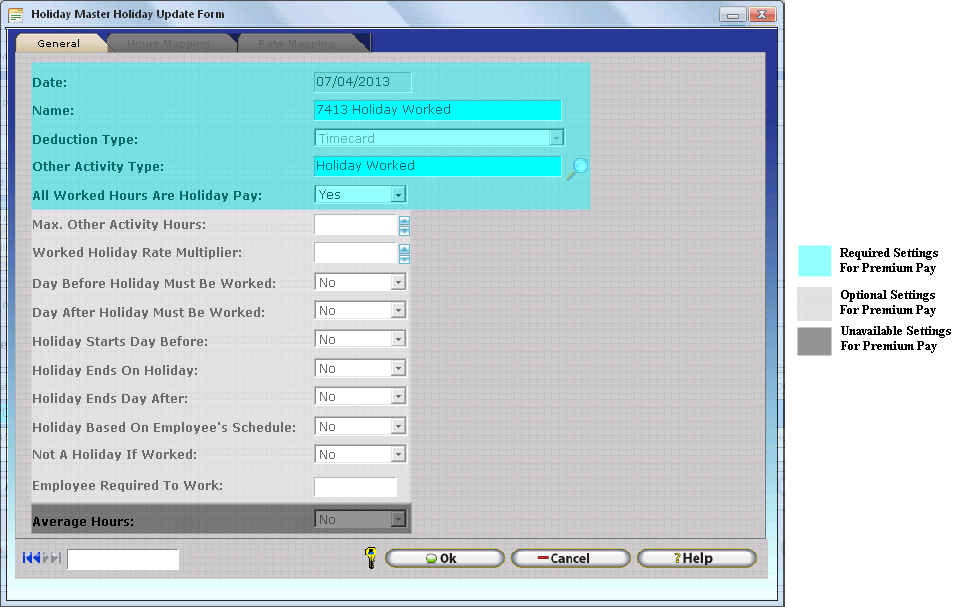 Holiday Master Holiday Update Form
General Hours Mapping Rate Mapping
Date: 07/04/2013
Name: 7413 Holiday Worked
Deduction Type: Timecard
Other Activity Type: Holiday Worked
All Worked Hours Are Holiday Pay: Yes
Max. Other Activity Hours:
Worked Holiday Rate Multiplier:
Day Before Holiday Must Be Worked: No
Day After Holiday Must Be Worked: No
Holiday Starts Day Before: No
Holiday Ends On Holiday: No
Holiday Ends Day After: No
Holiday Based On Employee's Schedule: No
Not A Holiday If Worked: No
Employee Required To Work:
Average Hours: No
Ok Cancel ? Help
Required Settings
For Premium Pay
Optional Settings
For Premium Pay
Unavailable Settings
For Premium Pay